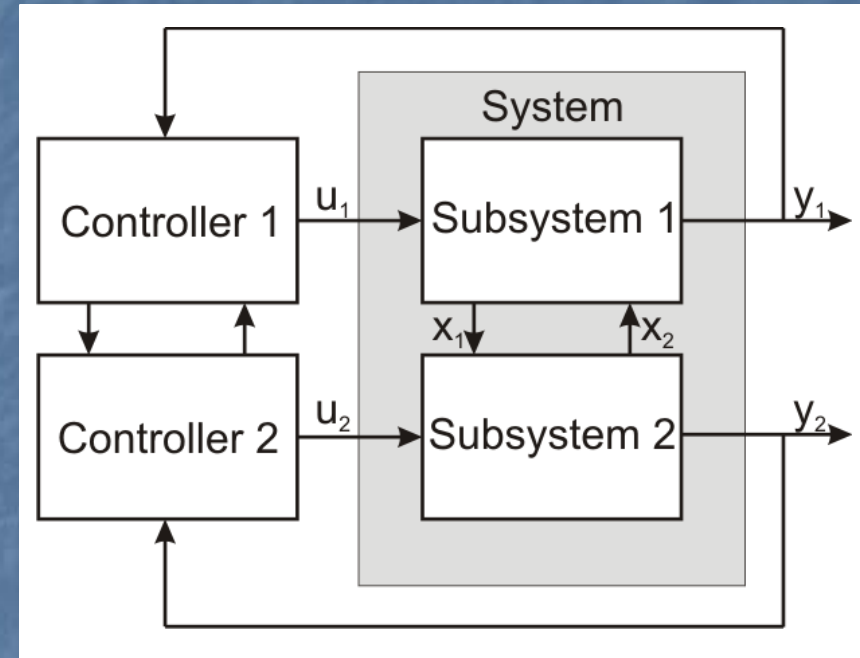 System
Controller 1
u₁
Subsystem 1
y₁
x₁
x₂
Controller 2
u₂
Subsystem 2
y₂